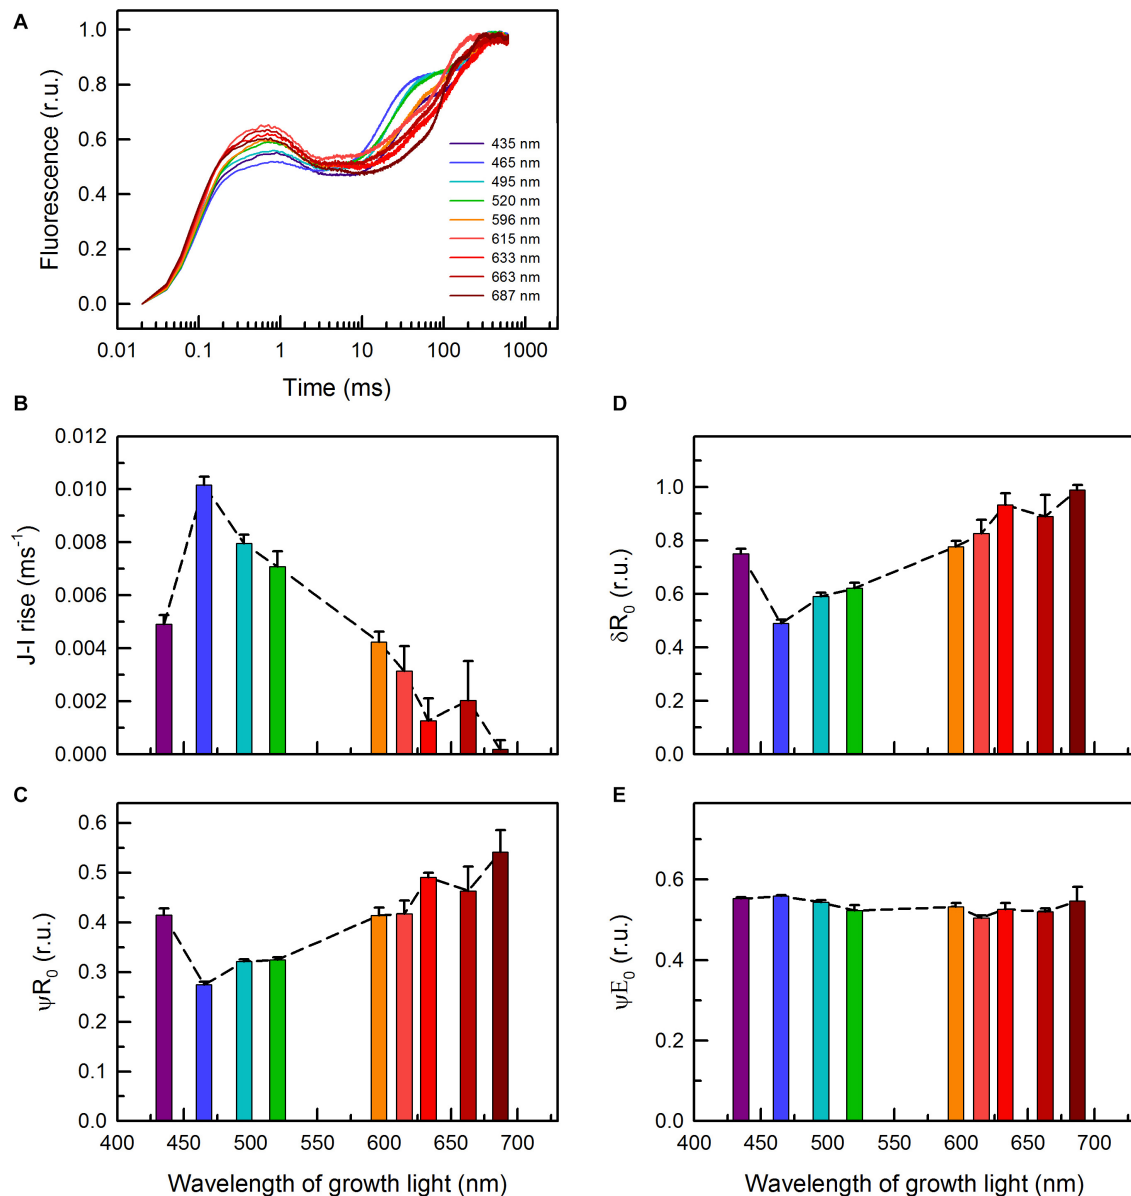 A
Fluorescence (r.u.)
1.0
0.8
0.6
0.4
0.2
0.0
435 nm
465 nm
495 nm
520 nm
596 nm
615 nm
633 nm
663 nm
687 nm
0.01 0.1 1 10 100 1000
Time (ms)
B
J-I rise (ms⁻¹)
0.012
0.010
0.008
0.006
0.004
0.002
0.000
D
δR₀ (r.u.)
1.0
0.8
0.6
0.4
0.2
0.0
C
ψR₀ (r.u.)
0.6
0.5
0.4
0.3
0.2
0.1
0.0
400 450 500 550 600 650 700
Wavelength of growth light (nm)
E
ψE₀ (r.u.)
0.6
0.4
0.2
0.0
400 450 500 550 600 650 700
Wavelength of growth light (nm)